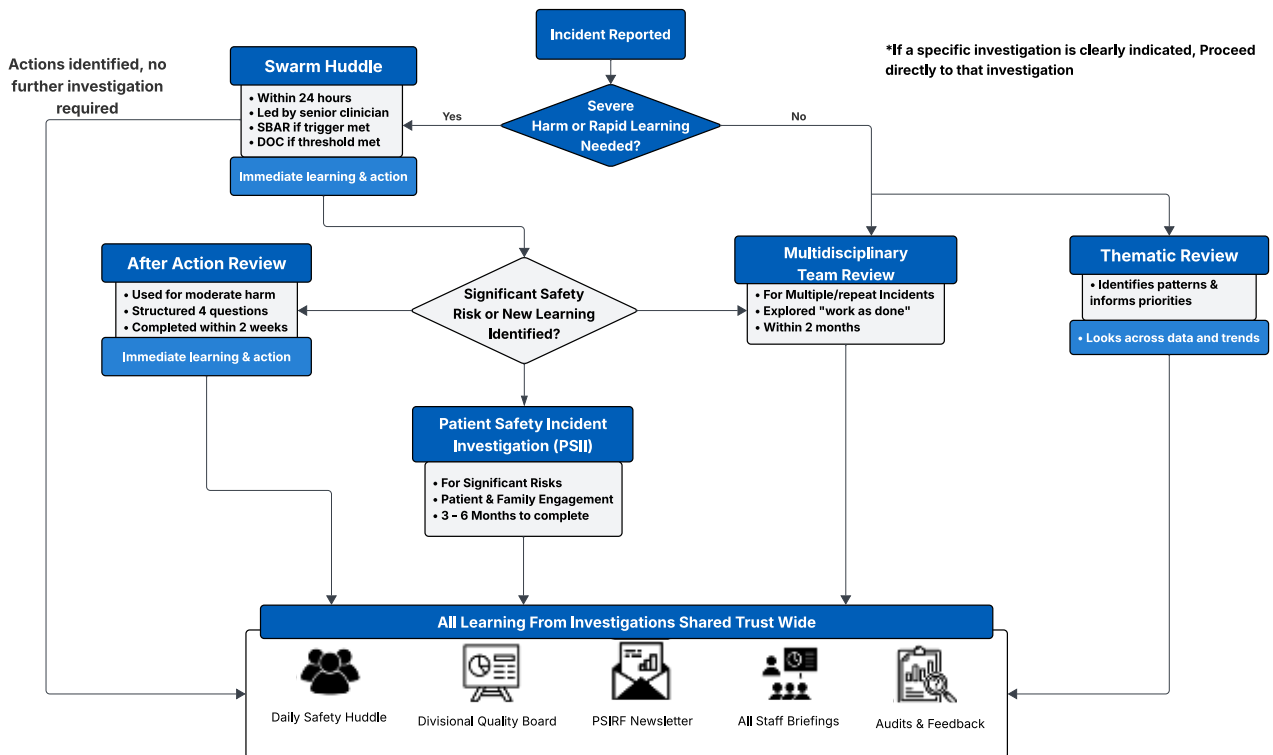 Incident Reported
*If a specific investigation is clearly indicated, Proceed
directly to that investigation
Actions identified, no
further investigation
required
Swarm Huddle
• Within 24 hours
• Led by senior clinician
• SBAR if trigger met
• DOC if threshold met
Immediate learning & action
Yes
Severe
Harm or Rapid Learning
Needed?
No
After Action Review
• Used for moderate harm
• Structured 4 questions
• Completed within 2 weeks
Immediate learning & action
Significant Safety
Risk or New Learning
Identified?
Multidisciplinary
Team Review
• For Multiple/repeat Incidents
• Explored "work as done"
• Within 2 months
Thematic Review
• Identifies patterns &
informs priorities
• Looks across data and trends
Patient Safety Incident
Investigation (PSII)
• For Significant Risks
• Patient & Family Engagement
• 3 – 6 Months to complete
All Learning From Investigations Shared Trust Wide
Daily Safety Huddle
Divisional Quality Board
PSIRF Newsletter
All Staff Briefings
Audits & Feedback